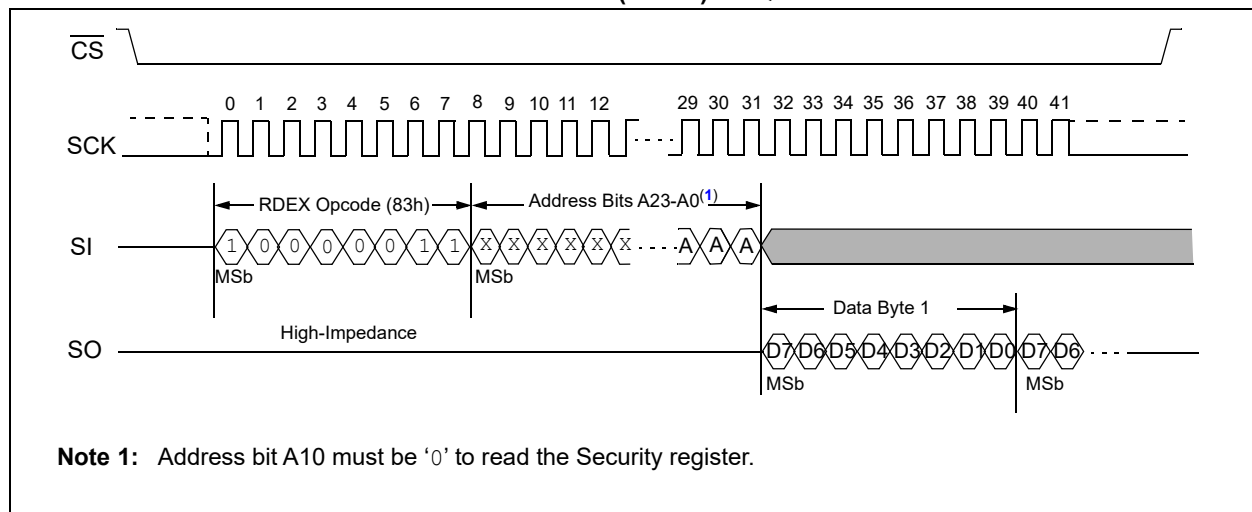 CS
0 1 2 3 4 5 6 7 8 9 10 11 12 29 30 31 32 33 34 35 36 37 38 39 40 41
SCK
RDEX Opcode (83h) Address Bits A23-A0(1)
SI 1 0 0 0 0 0 1 1 X X X X X X A A A
MSb MSb
Data Byte 1
High-Impedance
SO D7 D6 D5 D4 D3 D2 D1 D0 D7 D6
MSb MSb
Note 1: Address bit A10 must be ‘0’ to read the Security register.